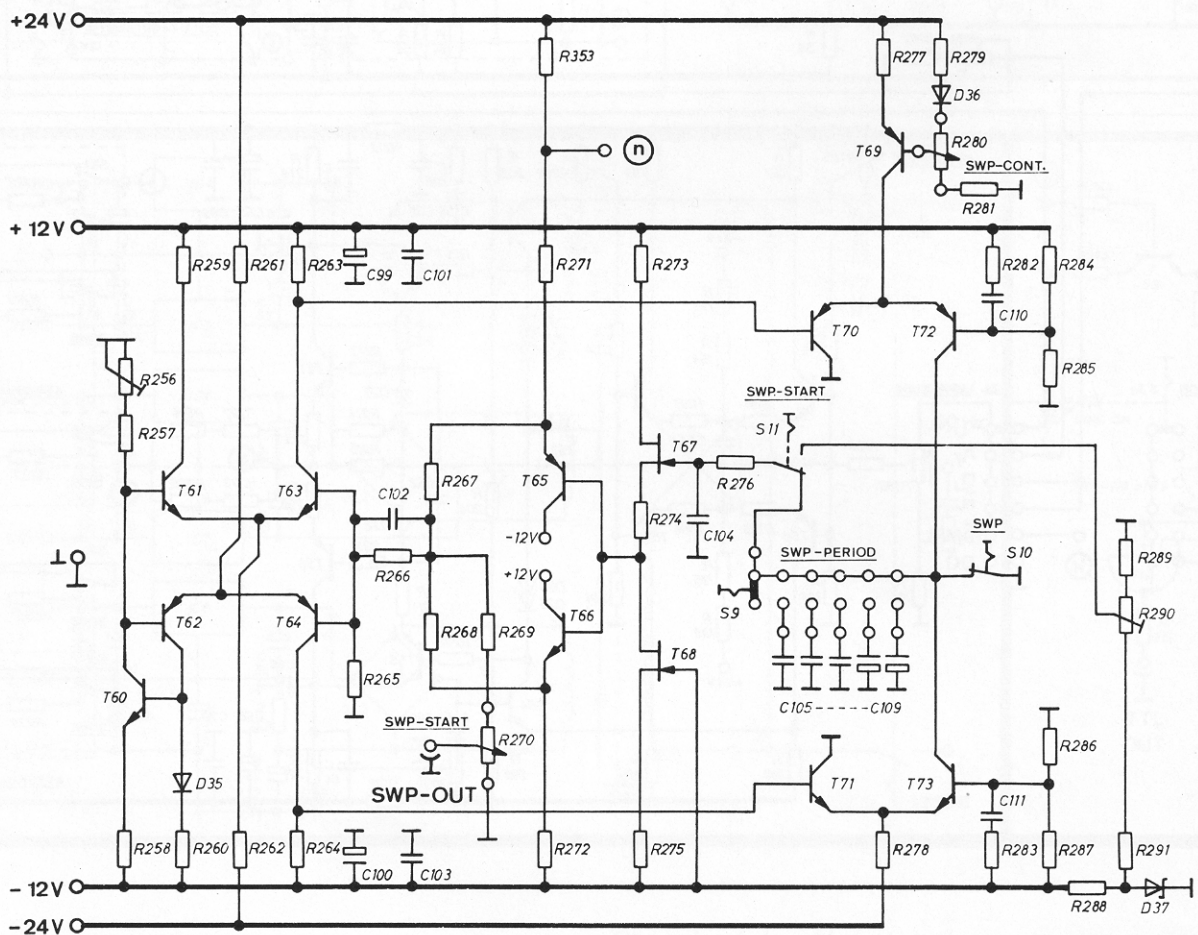 +24V
R353
R277
R279
D36
n
T69
R280
SWP-CONT.
R281
+12V
R259
R261
R263
C99
C101
R271
R273
R282
R284
C110
T70
T72
R256
R285
SWP.-START
R257
S11
T67
T61
T63
C102
R267
T65
R276
R274
C104
-12V
SWP
SWP-PERIOD
S10
R289
R266
+12V
S9
T62
T64
R268
R269
T66
R290
T68
R265
T60
C105-----C109
SWP-START
R270
R286
D35
SWP-OUT
T71
T73
C111
R258
R260
R262
R264
C100
C103
R272
R275
R278
R283
R287
R291
-12V
R288
D37
-24V